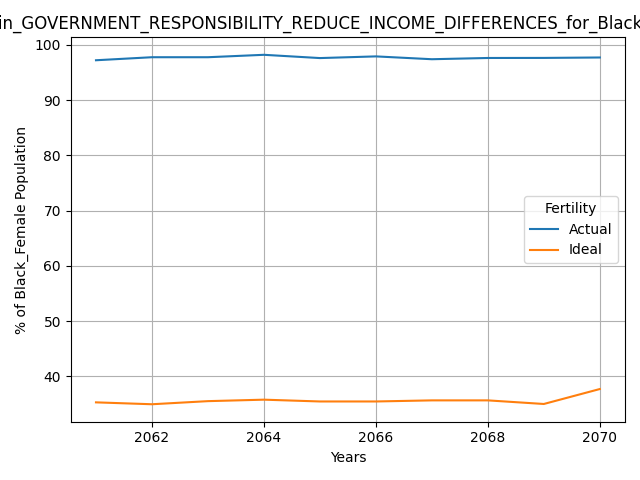 in_GOVERNMENT_RESPONSIBILITY_REDUCE_INCOME_DIFFERENCES_for_Black
100
90
80
70
60
50
40
% of Black_Female Population
Fertility
Actual
Ideal
2062 2064 2066 2068 2070
Years